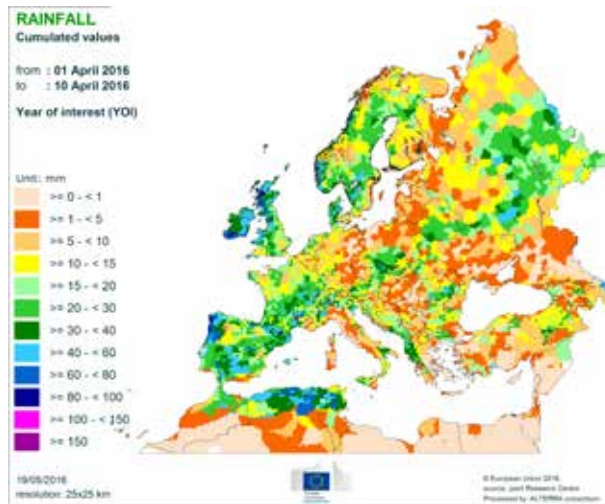 RAINFALL
Cumulated values
from : 01 April 2016
to : 10 April 2016
Year of interest (YOI)
Unit: mm
>= 0 - < 1
>= 1 - < 5
>= 5 - < 10
>= 10 - < 15
>= 15 - < 20
>= 20 - < 30
>= 30 - < 40
>= 40 - < 60
>= 60 - < 80
>= 80 - < 100
>= 100 - < 150
>= 150
19/05/2016
resolution: 25x25 km
© European Union 2016
source: Joint Research Centre
Processed by ALTERRA consortium